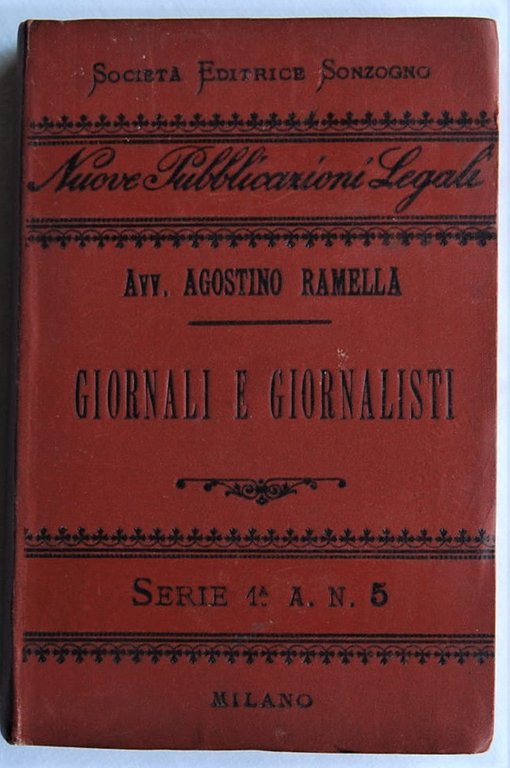 SOCIETÀ EDITRICE SONZOGNO
Nuove Pubblicazioni Legali
AVV. AGOSTINO RAMELLA
GIORNALI E GIORNALISTI
SERIE 1ª A. N. 5
MILANO